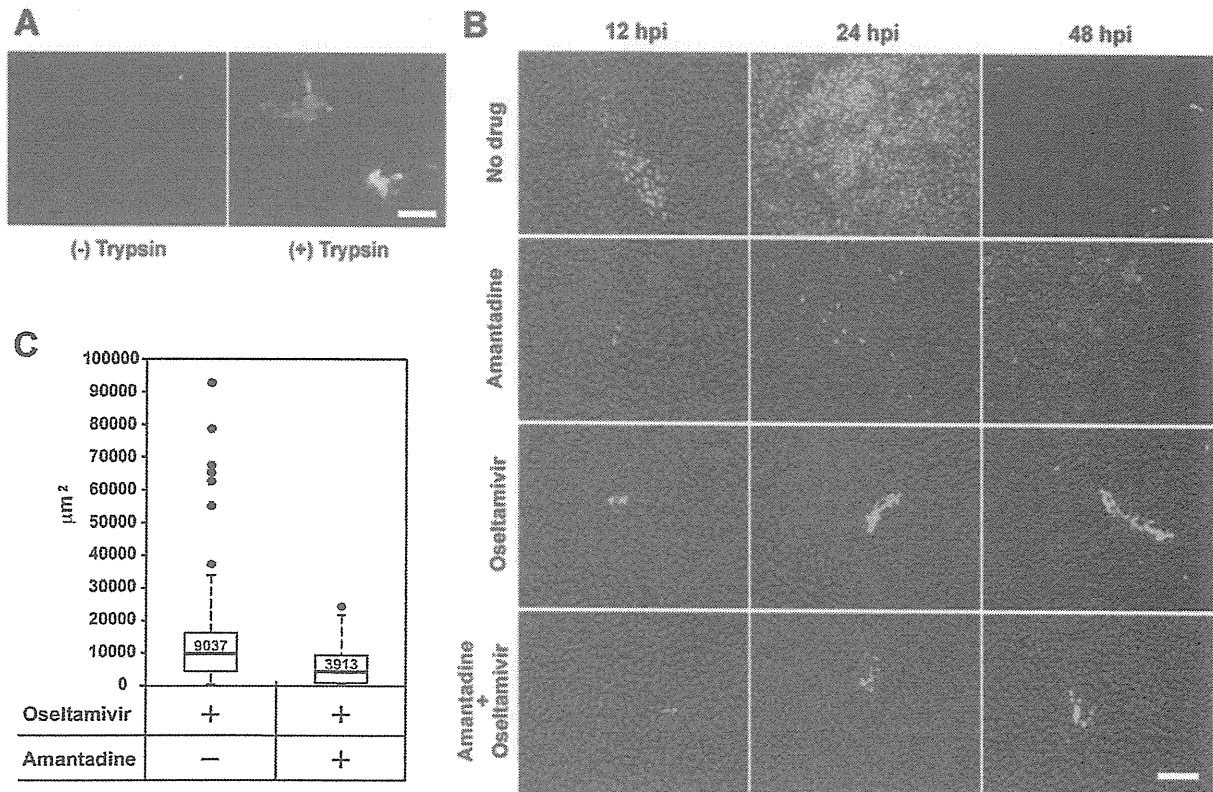 A
(-) Trypsin
(+) Trypsin
B
12 hpi
24 hpi
48 hpi
No drug
Amantadine
Oseltamivir
Amantadine
+
Oseltamivir
C
μm²
100000
90000
80000
70000
60000
50000
40000
30000
20000
10000
0
9037
3913
Oseltamivir + +
Amantadine − +